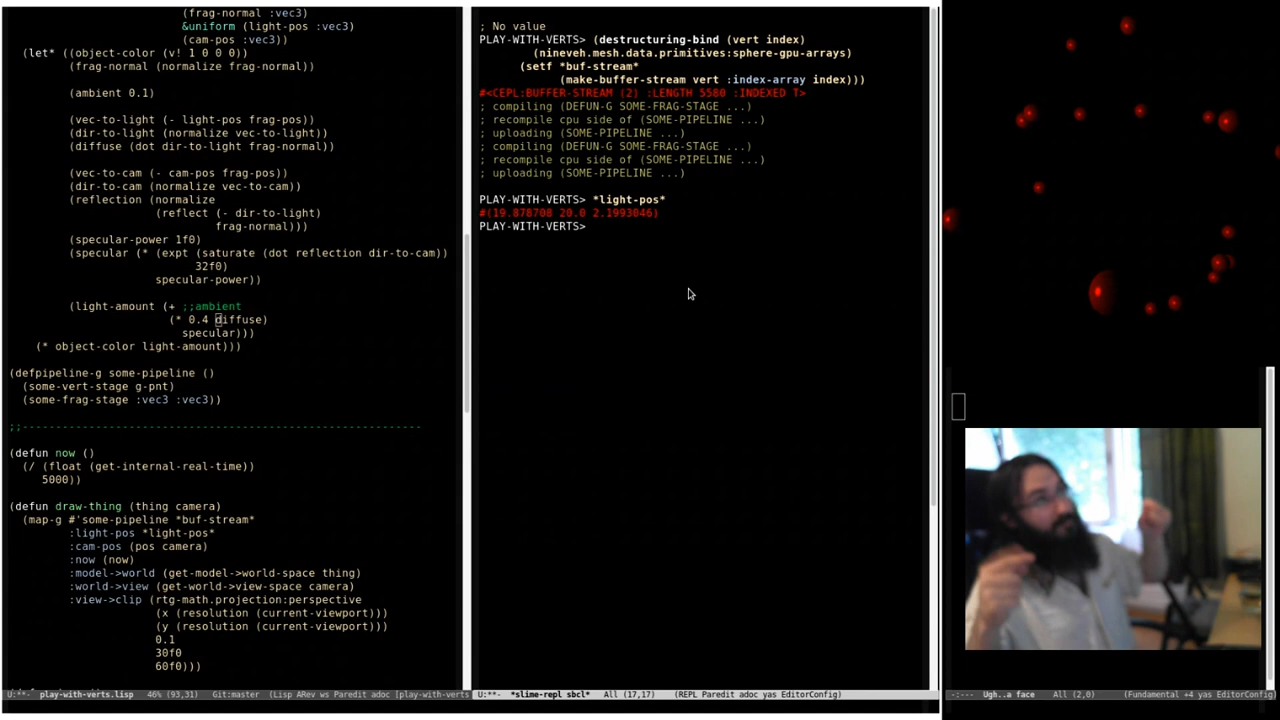 (frag-normal :vec3)
&uniform (light-pos :vec3)
(cam-pos :vec3))
(let* ((object-color (v! 1 0 0 0))
(frag-normal (normalize frag-normal))
(ambient 0.1)
(vec-to-light (- light-pos frag-pos))
(dir-to-light (normalize vec-to-light))
(diffuse (dot dir-to-light frag-normal))
(vec-to-cam (- cam-pos frag-pos))
(dir-to-cam (normalize vec-to-cam))
(reflection (normalize
(reflect (- dir-to-light)
frag-normal)))
(specular-power 1f0)
(specular (* (expt (saturate (dot reflection dir-to-cam))
32f0)
specular-power))
(light-amount (+ ;;ambient
(* 0.4 diffuse)
specular)))
(* object-color light-amount)))
(defpipeline-g some-pipeline ()
(some-vert-stage g-pnt)
(some-frag-stage :vec3 :vec3))
;;------------------------------------------------------------
(defun now ()
(/ (float (get-internal-real-time))
5000))
(defun draw-thing (thing camera)
(map-g #'some-pipeline *buf-stream*
:light-pos *light-pos*
:cam-pos (pos camera)
:now (now)
:model->world (get-model->world-space thing)
:world->view (get-world->view-space camera)
:view->clip (rtg-math.projection:perspective
(x (resolution (current-viewport)))
(y (resolution (current-viewport)))
0.1
30f0
60f0)))
U:**- play-with-verts.lisp 46% (93,31) Git:master (Lisp ARev ws Paredit adoc [play-with-verts
; No value
PLAY-WITH-VERTS> (destructuring-bind (vert index)
(nineveh.mesh.data.primitives:sphere-gpu-arrays)
(setf *buf-stream*
(make-buffer-stream vert :index-array index)))
#<CEPL:BUFFER-STREAM (2) :LENGTH 5580 :INDEXED T>
; compiling (DEFUN-G SOME-FRAG-STAGE ...)
; recompile cpu side of (SOME-PIPELINE ...)
; uploading (SOME-PIPELINE ...)
; compiling (DEFUN-G SOME-FRAG-STAGE ...)
; recompile cpu side of (SOME-PIPELINE ...)
; uploading (SOME-PIPELINE ...)
PLAY-WITH-VERTS> *light-pos*
#(19.878708 20.0 2.1993046)
PLAY-WITH-VERTS>
U:**- *slime-repl sbcl* All (17,17) (REPL Paredit adoc yas EditorConfig)
-:--- Ugh..a face All (2,0) (Fundamental +4 yas EditorConfig)